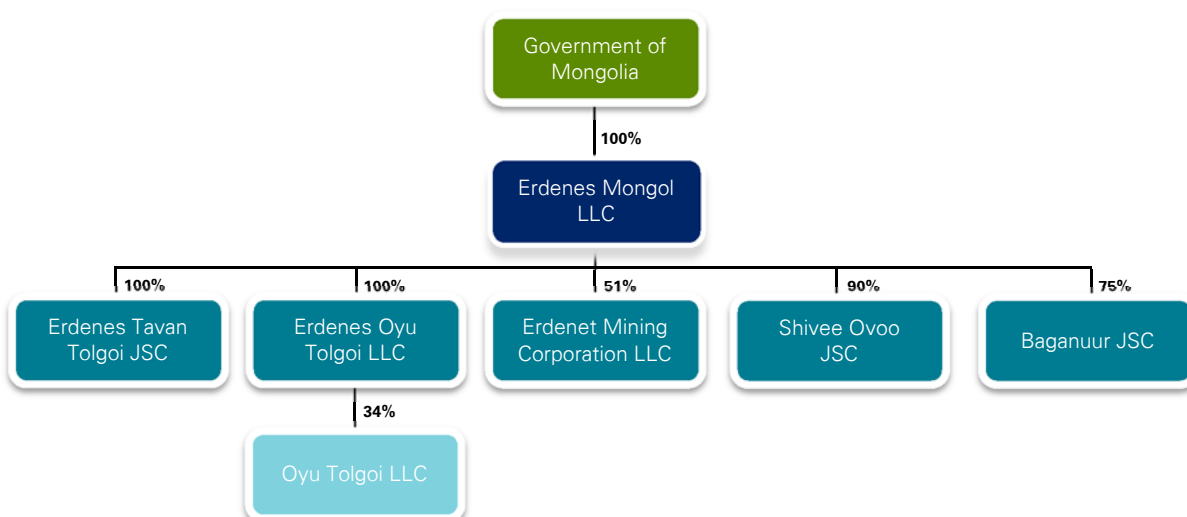 Government of
Mongolia
100%
Erdenes Mongol
LLC
100%
100%
51%
90%
75%
Erdenes Tavan
Tolgoi JSC
Erdenes Oyu
Tolgoi LLC
Erdenet Mining
Corporation LLC
Shivee Ovoo
JSC
Baganuur JSC
34%
Oyu Tolgoi LLC